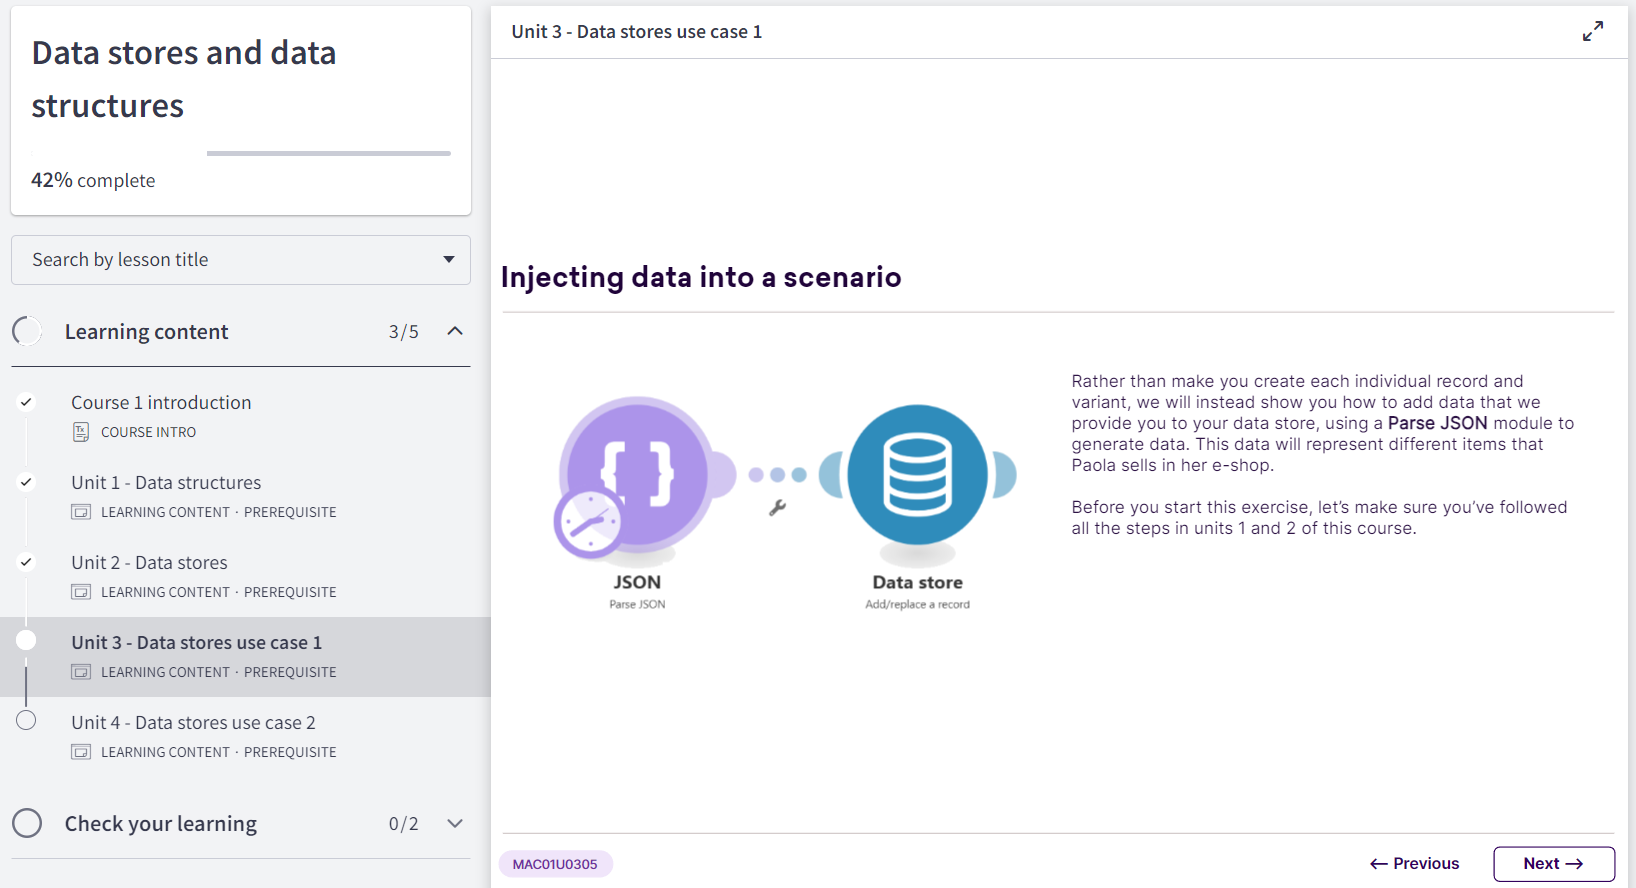 Data stores and data
structures
42% complete
Search by lesson title
Learning content 3/5
Course 1 introduction
COURSE INTRO
Unit 1 - Data structures
LEARNING CONTENT · PREREQUISITE
Unit 2 - Data stores
LEARNING CONTENT · PREREQUISITE
Unit 3 - Data stores use case 1
LEARNING CONTENT · PREREQUISITE
Unit 4 - Data stores use case 2
LEARNING CONTENT · PREREQUISITE
Check your learning 0/2
Unit 3 - Data stores use case 1
Injecting data into a scenario
JSON
Parse JSON
Data store
Add/replace a record
Rather than make you create each individual record and
variant, we will instead show you how to add data that we
provide you to your data store, using a Parse JSON module to
generate data. This data will represent different items that
Paola sells in her e-shop.
Before you start this exercise, let's make sure you've followed
all the steps in units 1 and 2 of this course.
MAC01U0305
← Previous
Next →